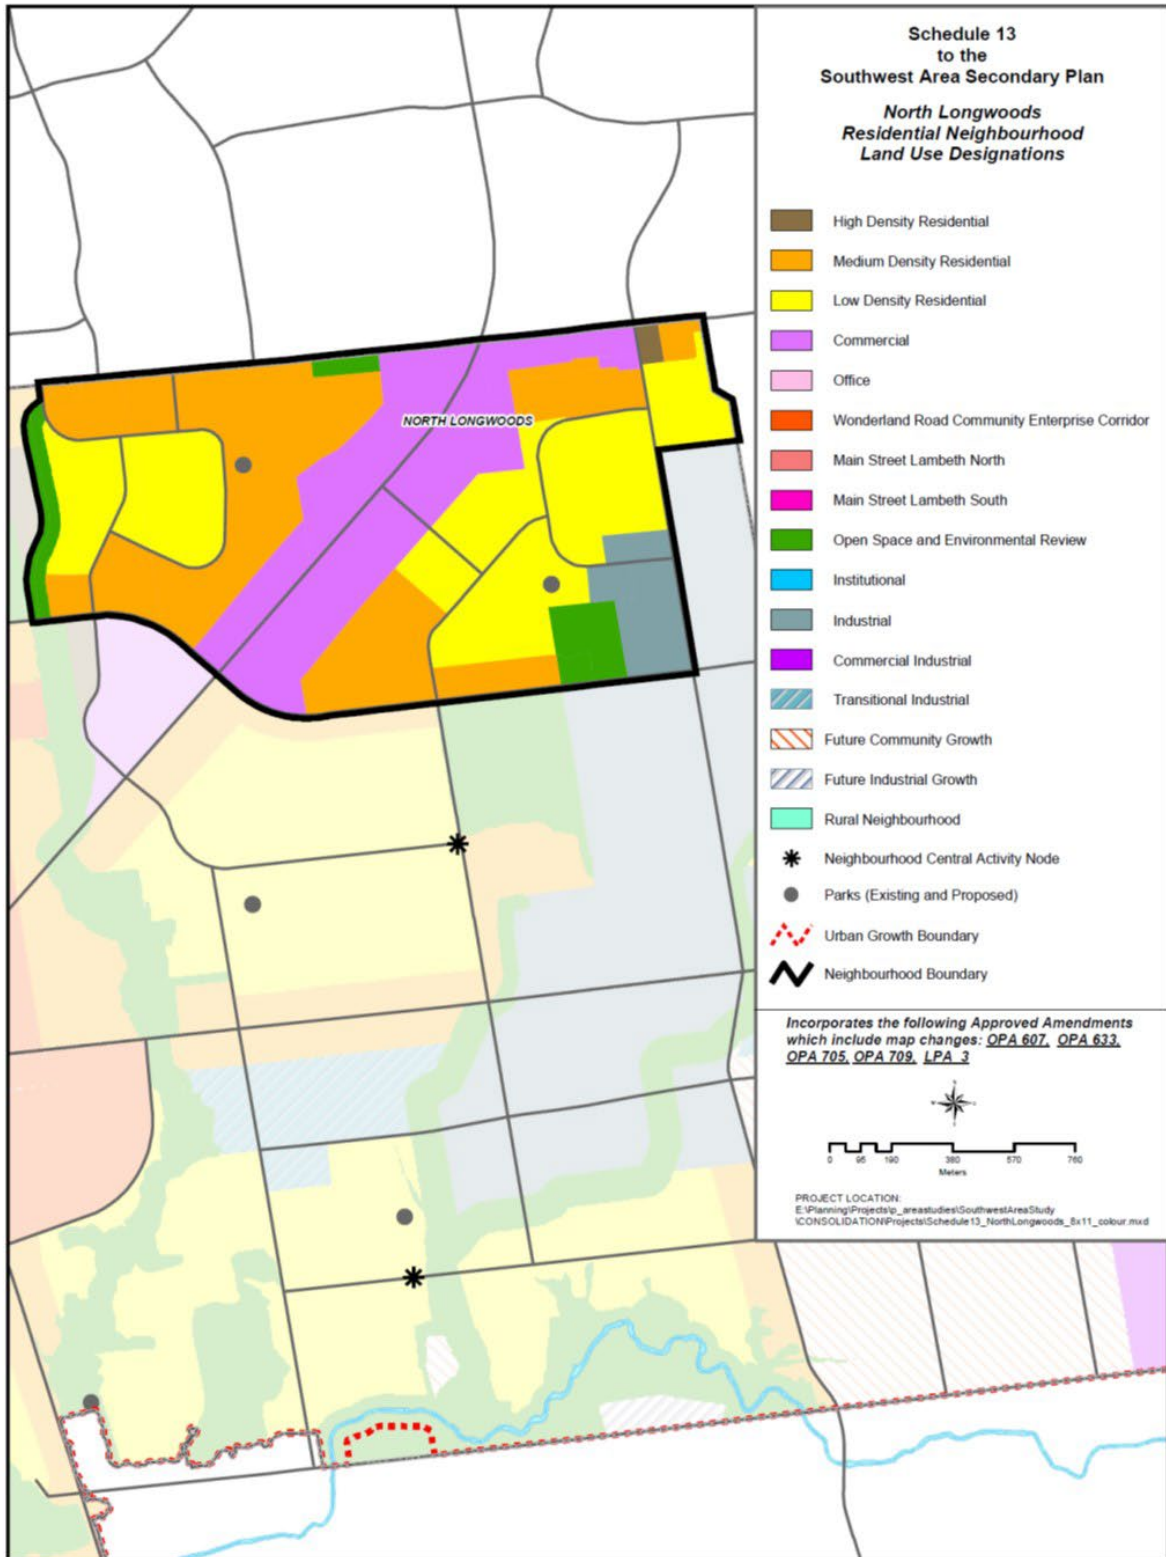 Schedule 13
to the
Southwest Area Secondary Plan
North Longwoods
Residential Neighbourhood
Land Use Designations
High Density Residential
Medium Density Residential
Low Density Residential
Commercial
Office
Wonderland Road Community Enterprise Corridor
Main Street Lambeth North
Main Street Lambeth South
Open Space and Environmental Review
Institutional
Industrial
Commercial Industrial
Transitional Industrial
Future Community Growth
Future Industrial Growth
Rural Neighbourhood
Neighbourhood Central Activity Node
Parks (Existing and Proposed)
Urban Growth Boundary
Neighbourhood Boundary
Incorporates the following Approved Amendments
which include map changes: OPA 607, OPA 633,
OPA 705, OPA 709, LPA 3
0 95 190 380 570 760
Meters
PROJECT LOCATION:
E:\Planning\Projects\p_areastudies\SouthwestAreaStudy
\CONSOLIDATION\Projects\Schedule13_NorthLongwoods_8x11_colour.mxd
NORTH LONGWOODS